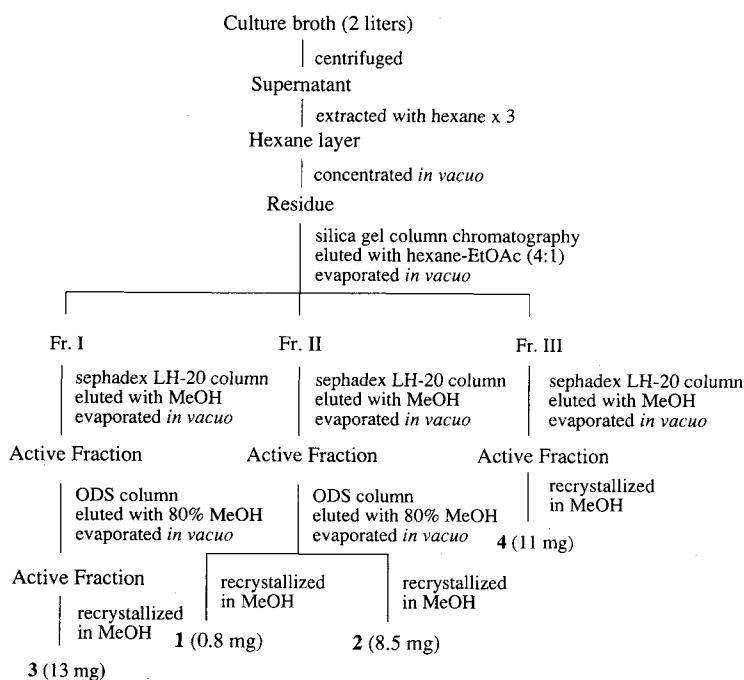 Culture broth (2 liters)
centrifuged
Supernatant
extracted with hexane x 3
Hexane layer
concentrated in vacuo
Residue
silica gel column chromatography
eluted with hexane-EtOAc (4:1)
evaporated in vacuo
Fr. I
sephadex LH-20 column
eluted with MeOH
evaporated in vacuo
Active Fraction
ODS column
eluted with 80% MeOH
evaporated in vacuo
Active Fraction
recrystallized
in MeOH
3 (13 mg)
Fr. II
sephadex LH-20 column
eluted with MeOH
evaporated in vacuo
Active Fraction
ODS column
eluted with 80% MeOH
evaporated in vacuo
recrystallized
in MeOH
1 (0.8 mg)
recrystallized
in MeOH
2 (8.5 mg)
Fr. III
sephadex LH-20 column
eluted with MeOH
evaporated in vacuo
Active Fraction
recrystallized
in MeOH
4 (11 mg)